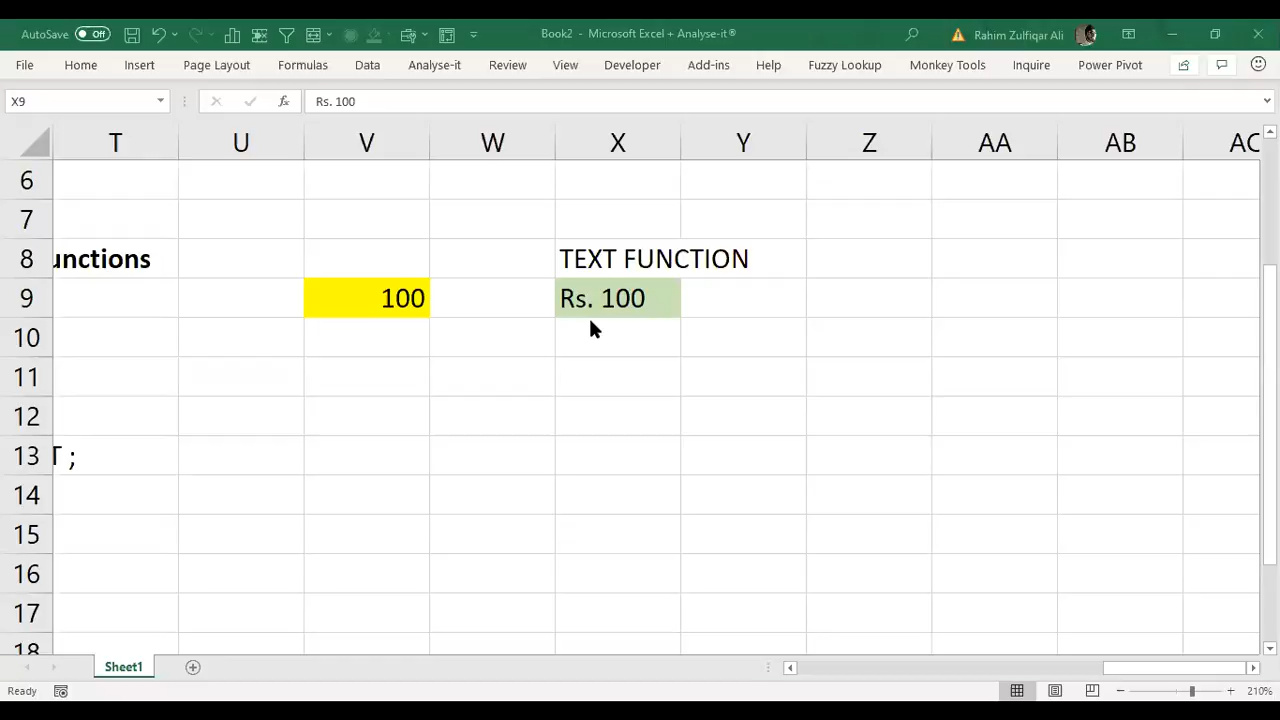 AutoSave Off Book2 - Microsoft Excel + Analyse-it® Rahim Zulfiqar Ali
File Home Insert Page Layout Formulas Data Analyse-it Review View Developer Add-ins Help Fuzzy Lookup Monkey Tools Inquire Power Pivot
X9 fx Rs. 100
T U V W X Y Z AA AB AC
6
7
8 unctions TEXT FUNCTION
9 100 Rs. 100
10
11
12
13 T ;
14
15
16
17
18
Sheet1
Ready 210%